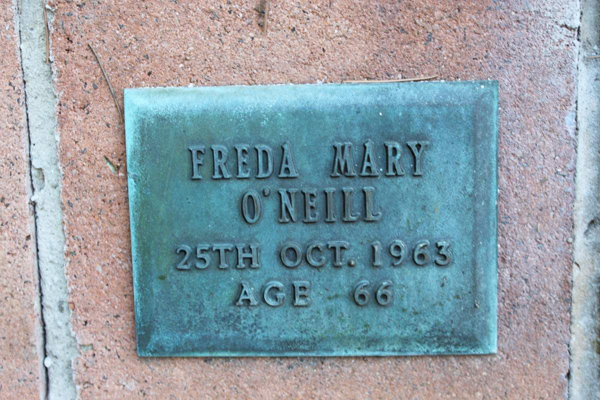 FREDA MARY
O'NEILL
25TH OCT. 1963
AGE 66